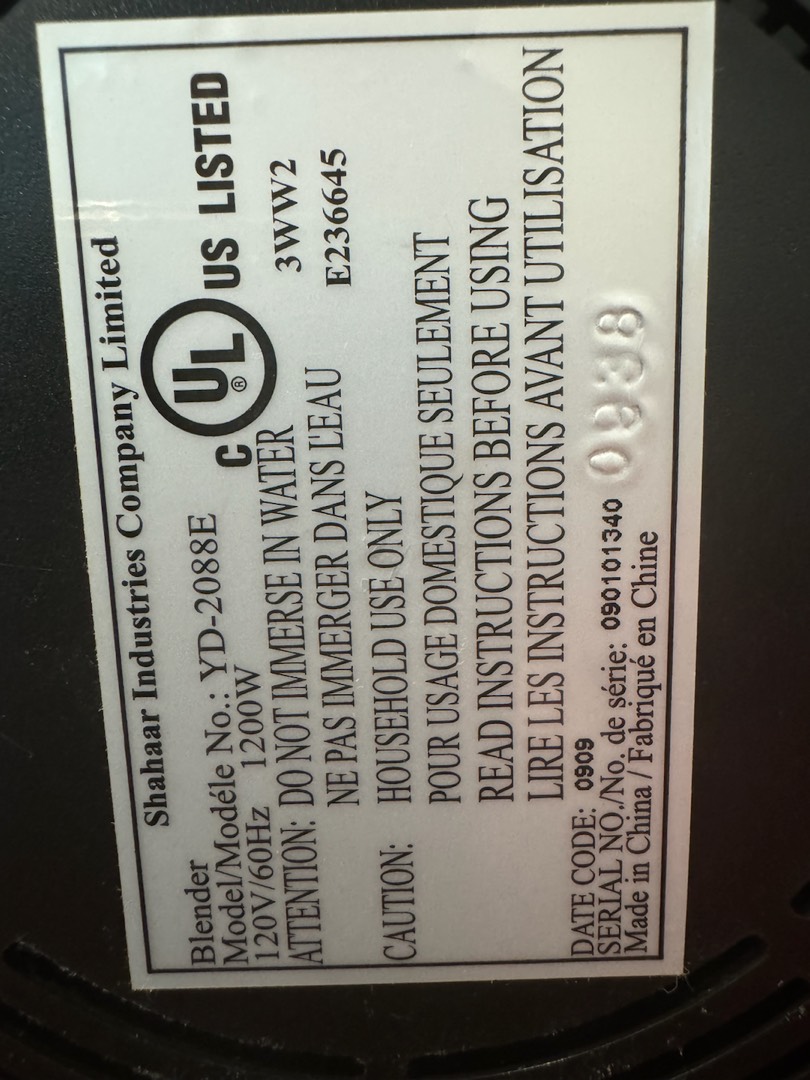 Shahaar Industries Company Limited
Blender
Model/Modéle No.: YD-2088E
120V/60Hz 1200W
C UL ® US LISTED
3WW2
E236645
ATTENTION: DO NOT IMMERSE IN WATER
NE PAS IMMERGER DANS L'EAU
CAUTION: HOUSEHOLD USE ONLY
POUR USAGE DOMESTIQUE SEULEMENT
READ INSTRUCTIONS BEFORE USING
LIRE LES INSTRUCTIONS AVANT UTILISATION
DATE CODE: 0909
SERIAL NO./No. de série: 090101340
Made in China / Fabriqué en Chine